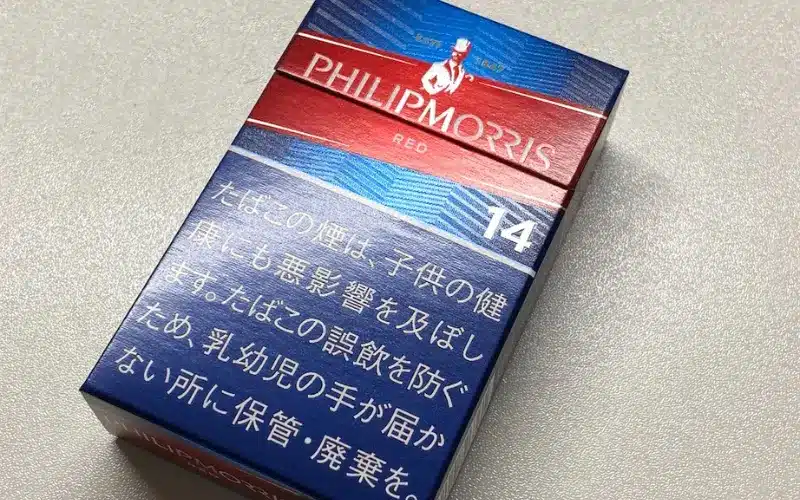 PHILIPMORRIS
RED
14
たばこの煙は、子供の健
康にも悪影響を及ぼし
ます。たばこの誤飲を防ぐ
ため、乳幼児の手が届か
ない所に保管・廃棄を。
PHILIPMORRIS